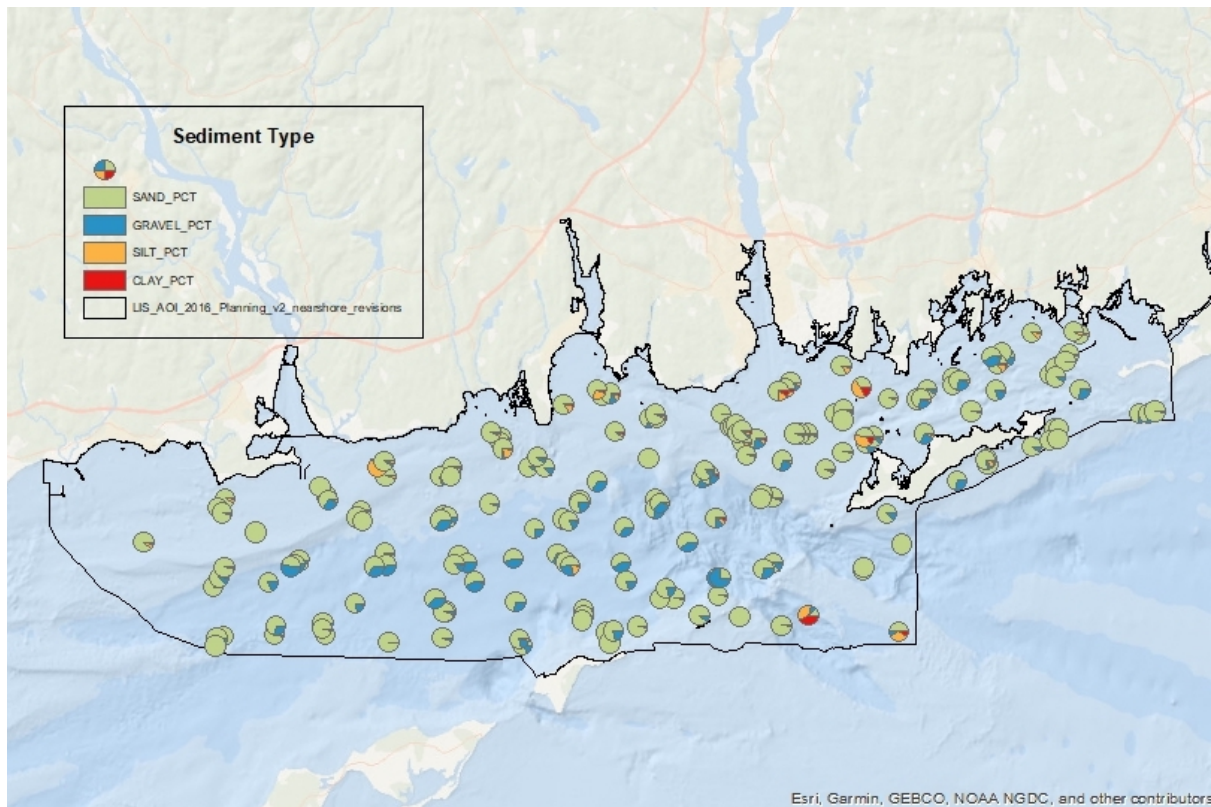 Sediment Type
SAND_PCT
GRAVEL_PCT
SILT_PCT
CLAY_PCT
LIS_AOI_2016_Planning_v2_nearshore_revisions
Esri, Garmin, GEBCO, NOAA NGDC, and other contributors